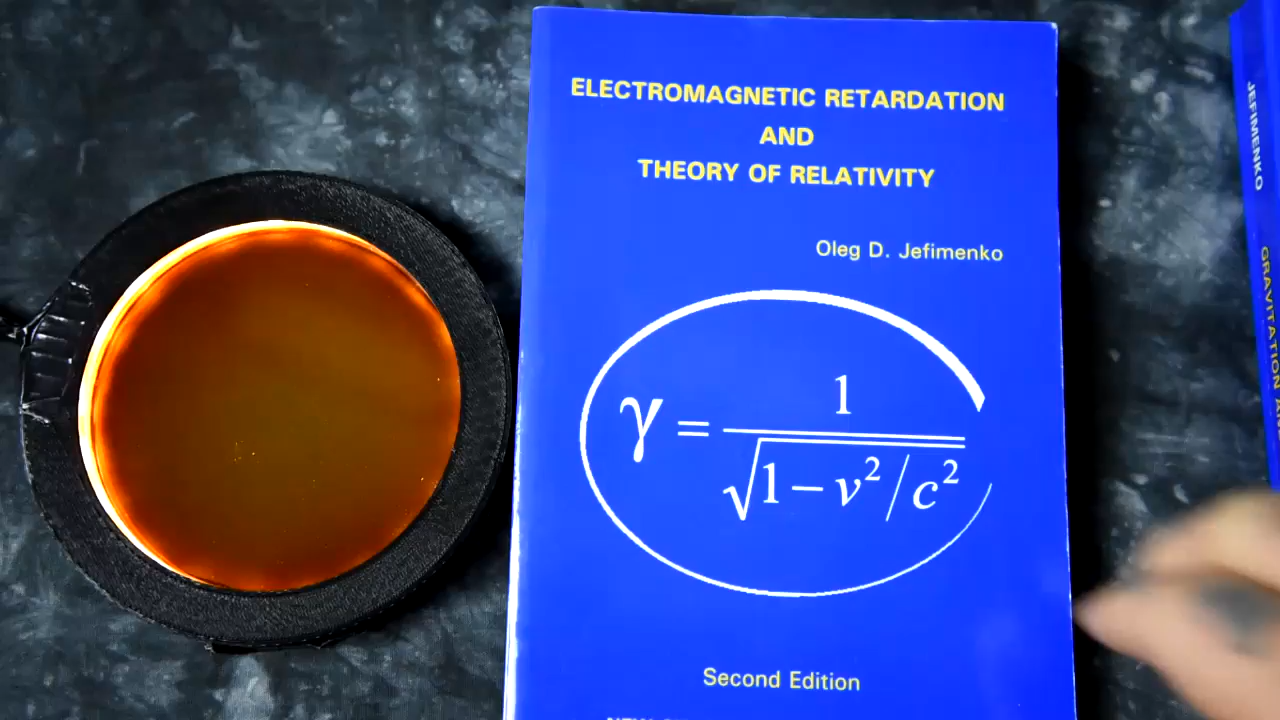 ELECTROMAGNETIC RETARDATION
AND
THEORY OF RELATIVITY
Oleg D. Jefimenko
γ = 1 / √(1 − v²/c²)
Second Edition
JEFIMENKO
GRAVITATION